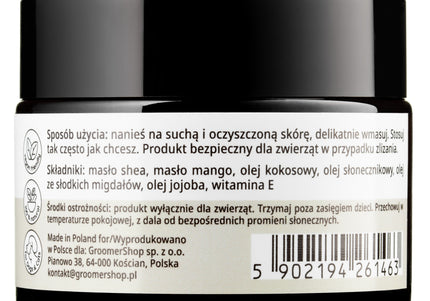 Sposób użycia: nanieś na suchą i oczyszczoną skórę, delikatnie wmasuj. Stosuj
tak często jak chcesz. Produkt bezpieczny dla zwierząt w przypadku zlizania.
Składniki: masło shea, masło mango, olej kokosowy, olej słonecznikowy, olej
ze słodkich migdałów, olej jojoba, witamina E
Środki ostrożności: produkt wyłącznie dla zwierząt. Trzymaj poza zasięgiem dzieci. Przechowuj w
temperaturze pokojowej, z dala od bezpośrednich promieni słonecznych.
Made in Poland for/Wyprodukowano
w Polsce dla: GroomerShop sp. z o.o.
Pianowo 38, 64-000 Kościan, Polska
kontakt@groomershop.pl
5 902194 261463